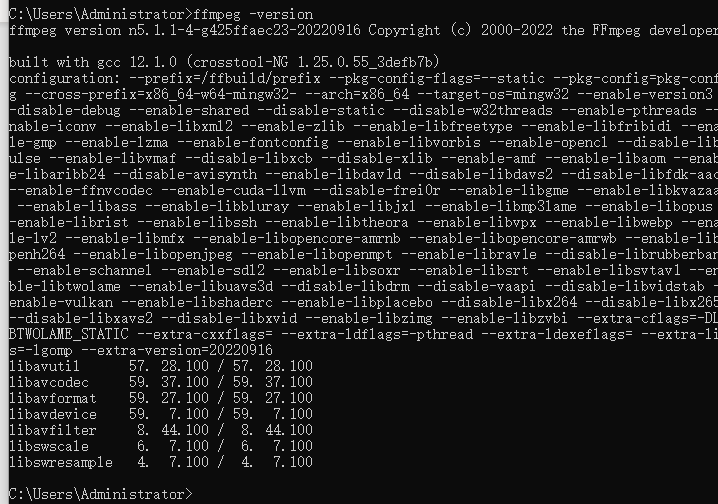 C:\Users\Administrator>ffmpeg -version
ffmpeg version n5.1.1-4-g425ffaec23-20220916 Copyright (c) 2000-2022 the FFmpeg developer
built with gcc 12.1.0 (crosstool-NG 1.25.0.55_3defb7b)
configuration: --prefix=/ffbuild/prefix --pkg-config-flags=--static --pkg-config=pkg-conf
g --cross-prefix=x86_64-w64-mingw32- --arch=x86_64 --target-os=mingw32 --enable-version3
-disable-debug --enable-shared --disable-static --disable-w32threads --enable-pthreads --
nable-iconv --enable-libxml2 --enable-zlib --enable-libfreetype --enable-libfribidi --ena
le-gmp --enable-lzma --enable-fontconfig --enable-libvorbis --enable-opencl --disable-lib
ulse --enable-libvmaf --disable-libxcb --disable-xlib --enable-amf --enable-libaom --enab
e-libaribb24 --disable-avisynth --enable-libdav1d --disable-libdavs2 --disable-libfdk-aac
--enable-ffnvcodec --enable-cuda-llvm --disable-frei0r --enable-libgme --enable-libkvazaa
--enable-libass --enable-libbluray --enable-libjxl --enable-libmp3lame --enable-libopus
-enable-librist --enable-libssh --enable-libtheora --enable-libvpx --enable-libwebp --ena
le-lv2 --enable-libmfx --enable-libopencore-amrnb --enable-libopencore-amrwb --enable-lib
penh264 --enable-libopenjpeg --enable-libopenmpt --enable-librav1e --disable-librubberban
--enable-schannel --enable-sdl2 --enable-libsoxr --enable-libsrt --enable-libsvtav1 --en
ble-libtwolame --enable-libuavs3d --disable-libdrm --disable-vaapi --disable-libvidstab -
enable-vulkan --enable-libshaderc --enable-libplacebo --disable-libx264 --disable-libx265
--disable-libxavs2 --disable-libxvid --enable-libzimg --enable-libzvbi --extra-cflags=-DL
BTWOLAME_STATIC --extra-cxxflags= --extra-ldflags=-pthread --extra-ldexeflags= --extra-li
s=-lgomp --extra-version=20220916
libavutil      57. 28.100 / 57. 28.100
libavcodec     59. 37.100 / 59. 37.100
libavformat    59. 27.100 / 59. 27.100
libavdevice    59.  7.100 / 59.  7.100
libavfilter     8. 44.100 /  8. 44.100
libswscale      6.  7.100 /  6.  7.100
libswresample   4.  7.100 /  4.  7.100
C:\Users\Administrator>